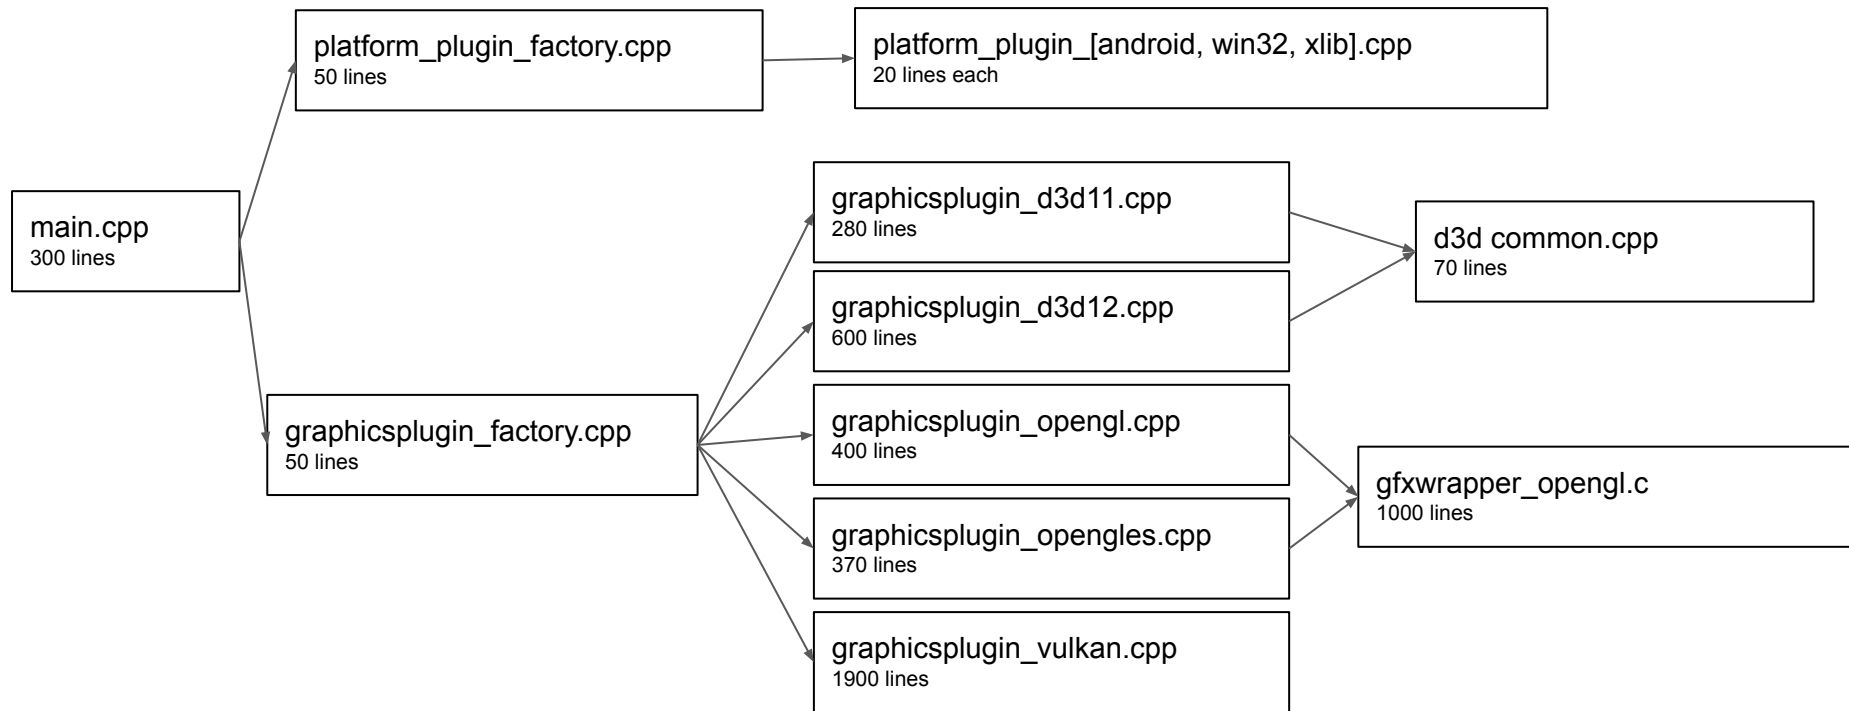 platform_plugin_factory.cpp
50 lines
platform_plugin_[android, win32, xlib].cpp
20 lines each
main.cpp
300 lines
graphicsplugin_d3d11.cpp
280 lines
d3d common.cpp
70 lines
graphicsplugin_d3d12.cpp
600 lines
graphicsplugin_factory.cpp
50 lines
graphicsplugin_opengl.cpp
400 lines
gfxwrapper_opengl.c
1000 lines
graphicsplugin_opengles.cpp
370 lines
graphicsplugin_vulkan.cpp
1900 lines